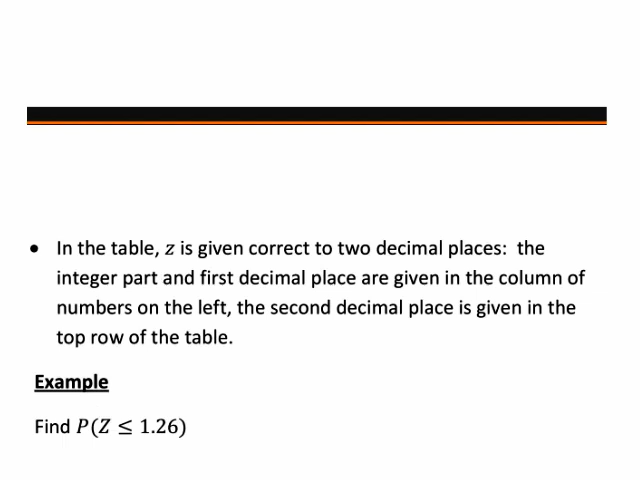 • In the table, z is given correct to two decimal places: the
integer part and first decimal place are given in the column of
numbers on the left, the second decimal place is given in the
top row of the table.
Example
Find P(Z ≤ 1.26)